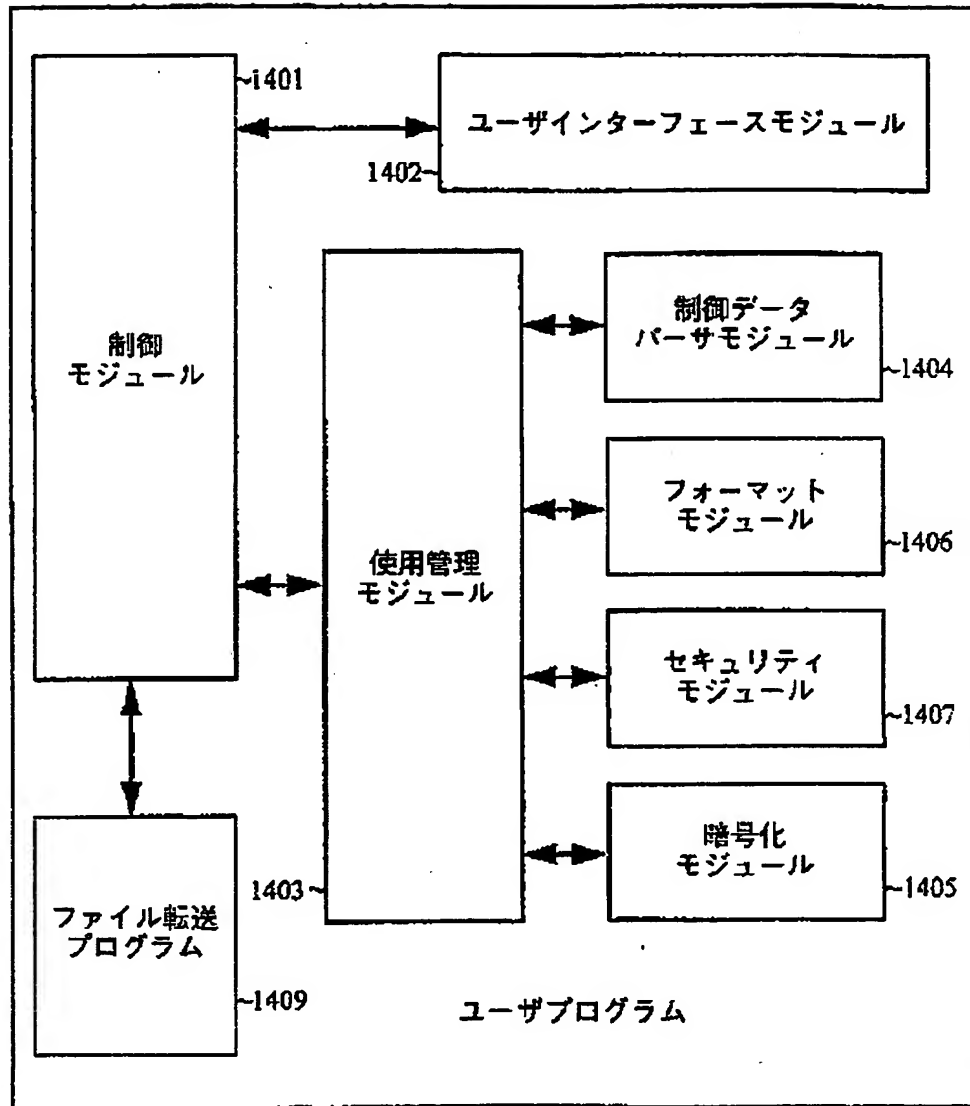 ~1401
ユーザインターフェースモジュール
1402~
制御
モジュール
制御データ
パーサモジュール
~1404
フォーマット
モジュール
~1406
使用管理
モジュール
セキュリティ
モジュール
~1407
暗号化
モジュール
~1405
1403~
ファイル転送
プログラム
~1409
ユーザプログラム